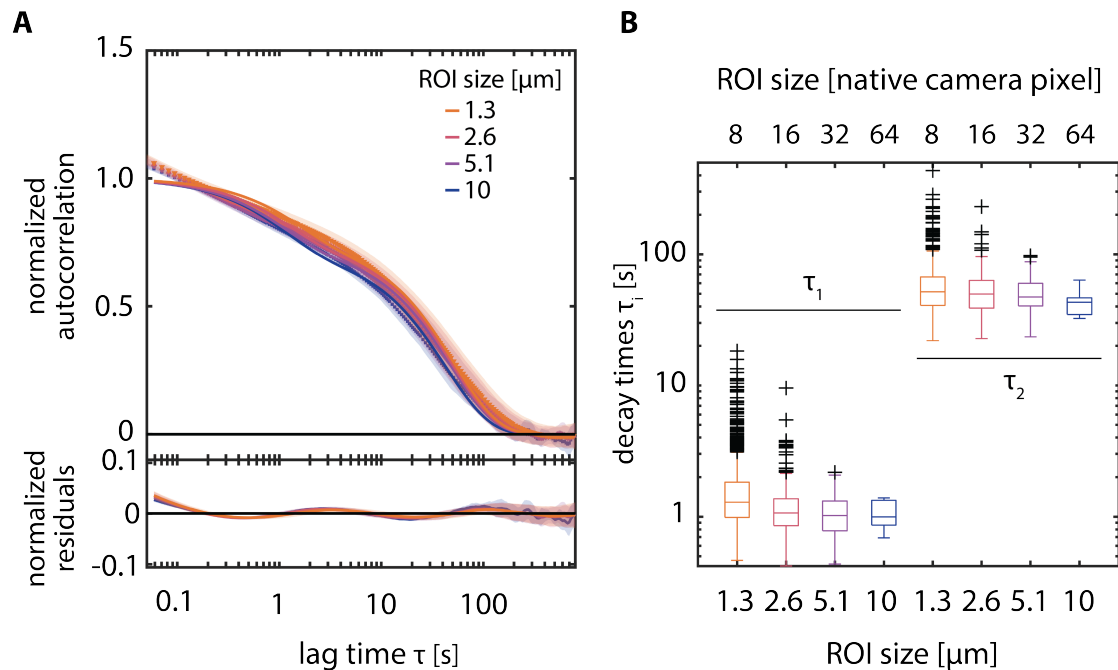 A
1.5
1.0
0.5
0
normalized
autocorrelation
ROI size [μm]
1.3
2.6
5.1
10
0.1
0
-0.1
normalized
residuals
0.1 1 10 100
lag time τ [s]
B
ROI size [native camera pixel]
8 16 32 64 8 16 32 64
100
10
1
decay times τi [s]
τ1
τ2
1.3 2.6 5.1 10 1.3 2.6 5.1 10
ROI size [μm]